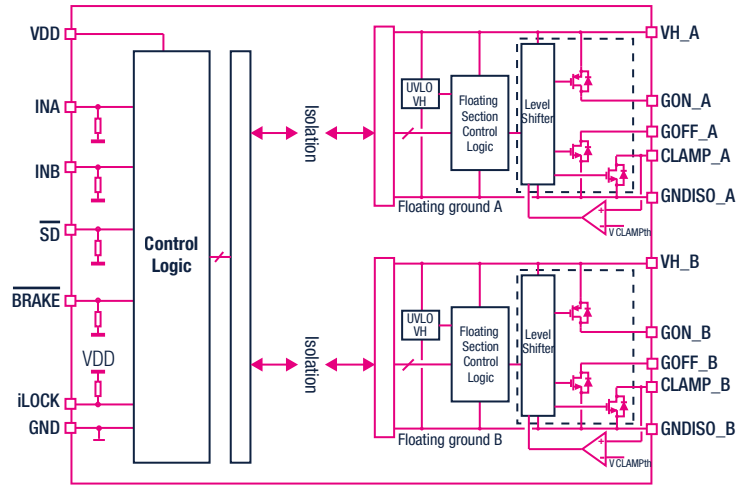 VDD
INA
INB
SD
BRAKE
VDD
iLOCK
GND
Control
Logic
Isolation
Isolation
UVLO
VH
Floating
Section
Control
Logic
Level
Shifter
Floating ground A
+
V CLAMPth
VH_A
GON_A
GOFF_A
CLAMP_A
GNDISO_A
UVLO
VH
Floating
Section
Control
Logic
Level
Shifter
Floating ground B
+
V CLAMPth
VH_B
GON_B
GOFF_B
CLAMP_B
GNDISO_B